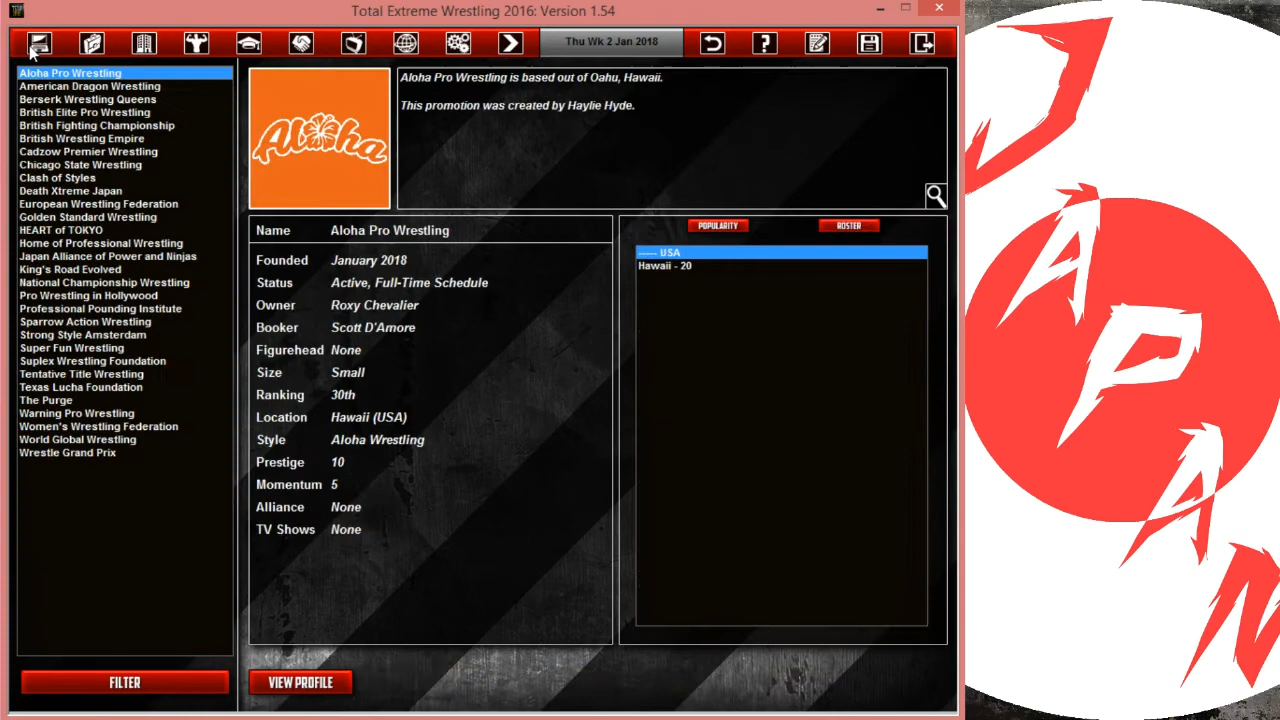 Total Extreme Wrestling 2016: Version 1.54
Thu Wk 2 Jan 2018
Aloha Pro Wrestling
American Dragon Wrestling
Berserk Wrestling Queens
British Elite Pro Wrestling
British Fighting Championship
British Wrestling Empire
Cadzow Premier Wrestling
Chicago State Wrestling
Clash of Styles
Death Xtreme Japan
European Wrestling Federation
Golden Standard Wrestling
HEART of TOKYO
Home of Professional Wrestling
Japan Alliance of Power and Ninjas
King's Road Evolved
National Championship Wrestling
Pro Wrestling in Hollywood
Professional Pounding Institute
Sparrow Action Wrestling
Strong Style Amsterdam
Super Fun Wrestling
Suplex Wrestling Foundation
Tentative Title Wrestling
Texas Lucha Foundation
The Purge
Warning Pro Wrestling
Women's Wrestling Federation
World Global Wrestling
Wrestle Grand Prix
FILTER
Aloha
Aloha Pro Wrestling is based out of Oahu, Hawaii.
This promotion was created by Haylie Hyde.
Name Aloha Pro Wrestling
Founded January 2018
Status Active, Full-Time Schedule
Owner Roxy Chevalier
Booker Scott D'Amore
Figurehead None
Size Small
Ranking 30th
Location Hawaii (USA)
Style Aloha Wrestling
Prestige 10
Momentum 5
Alliance None
TV Shows None
VIEW PROFILE
POPULARITY ROSTER
------ USA
Hawaii - 20
JAPAN